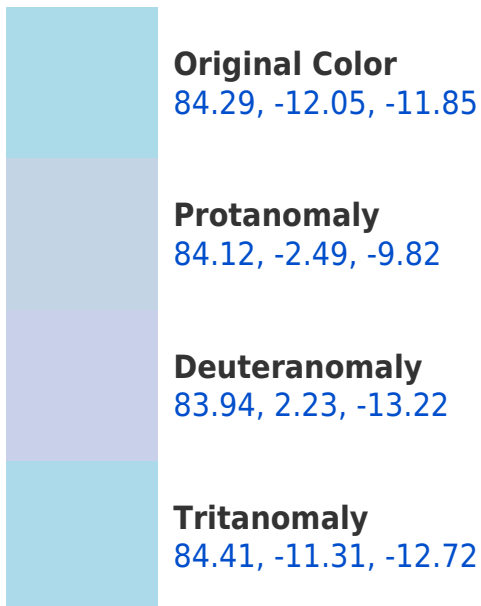 Original Color
84.29, -12.05, -11.85
Protanomaly
84.12, -2.49, -9.82
Deuteranomaly
83.94, 2.23, -13.22
Tritanomaly
84.41, -11.31, -12.72